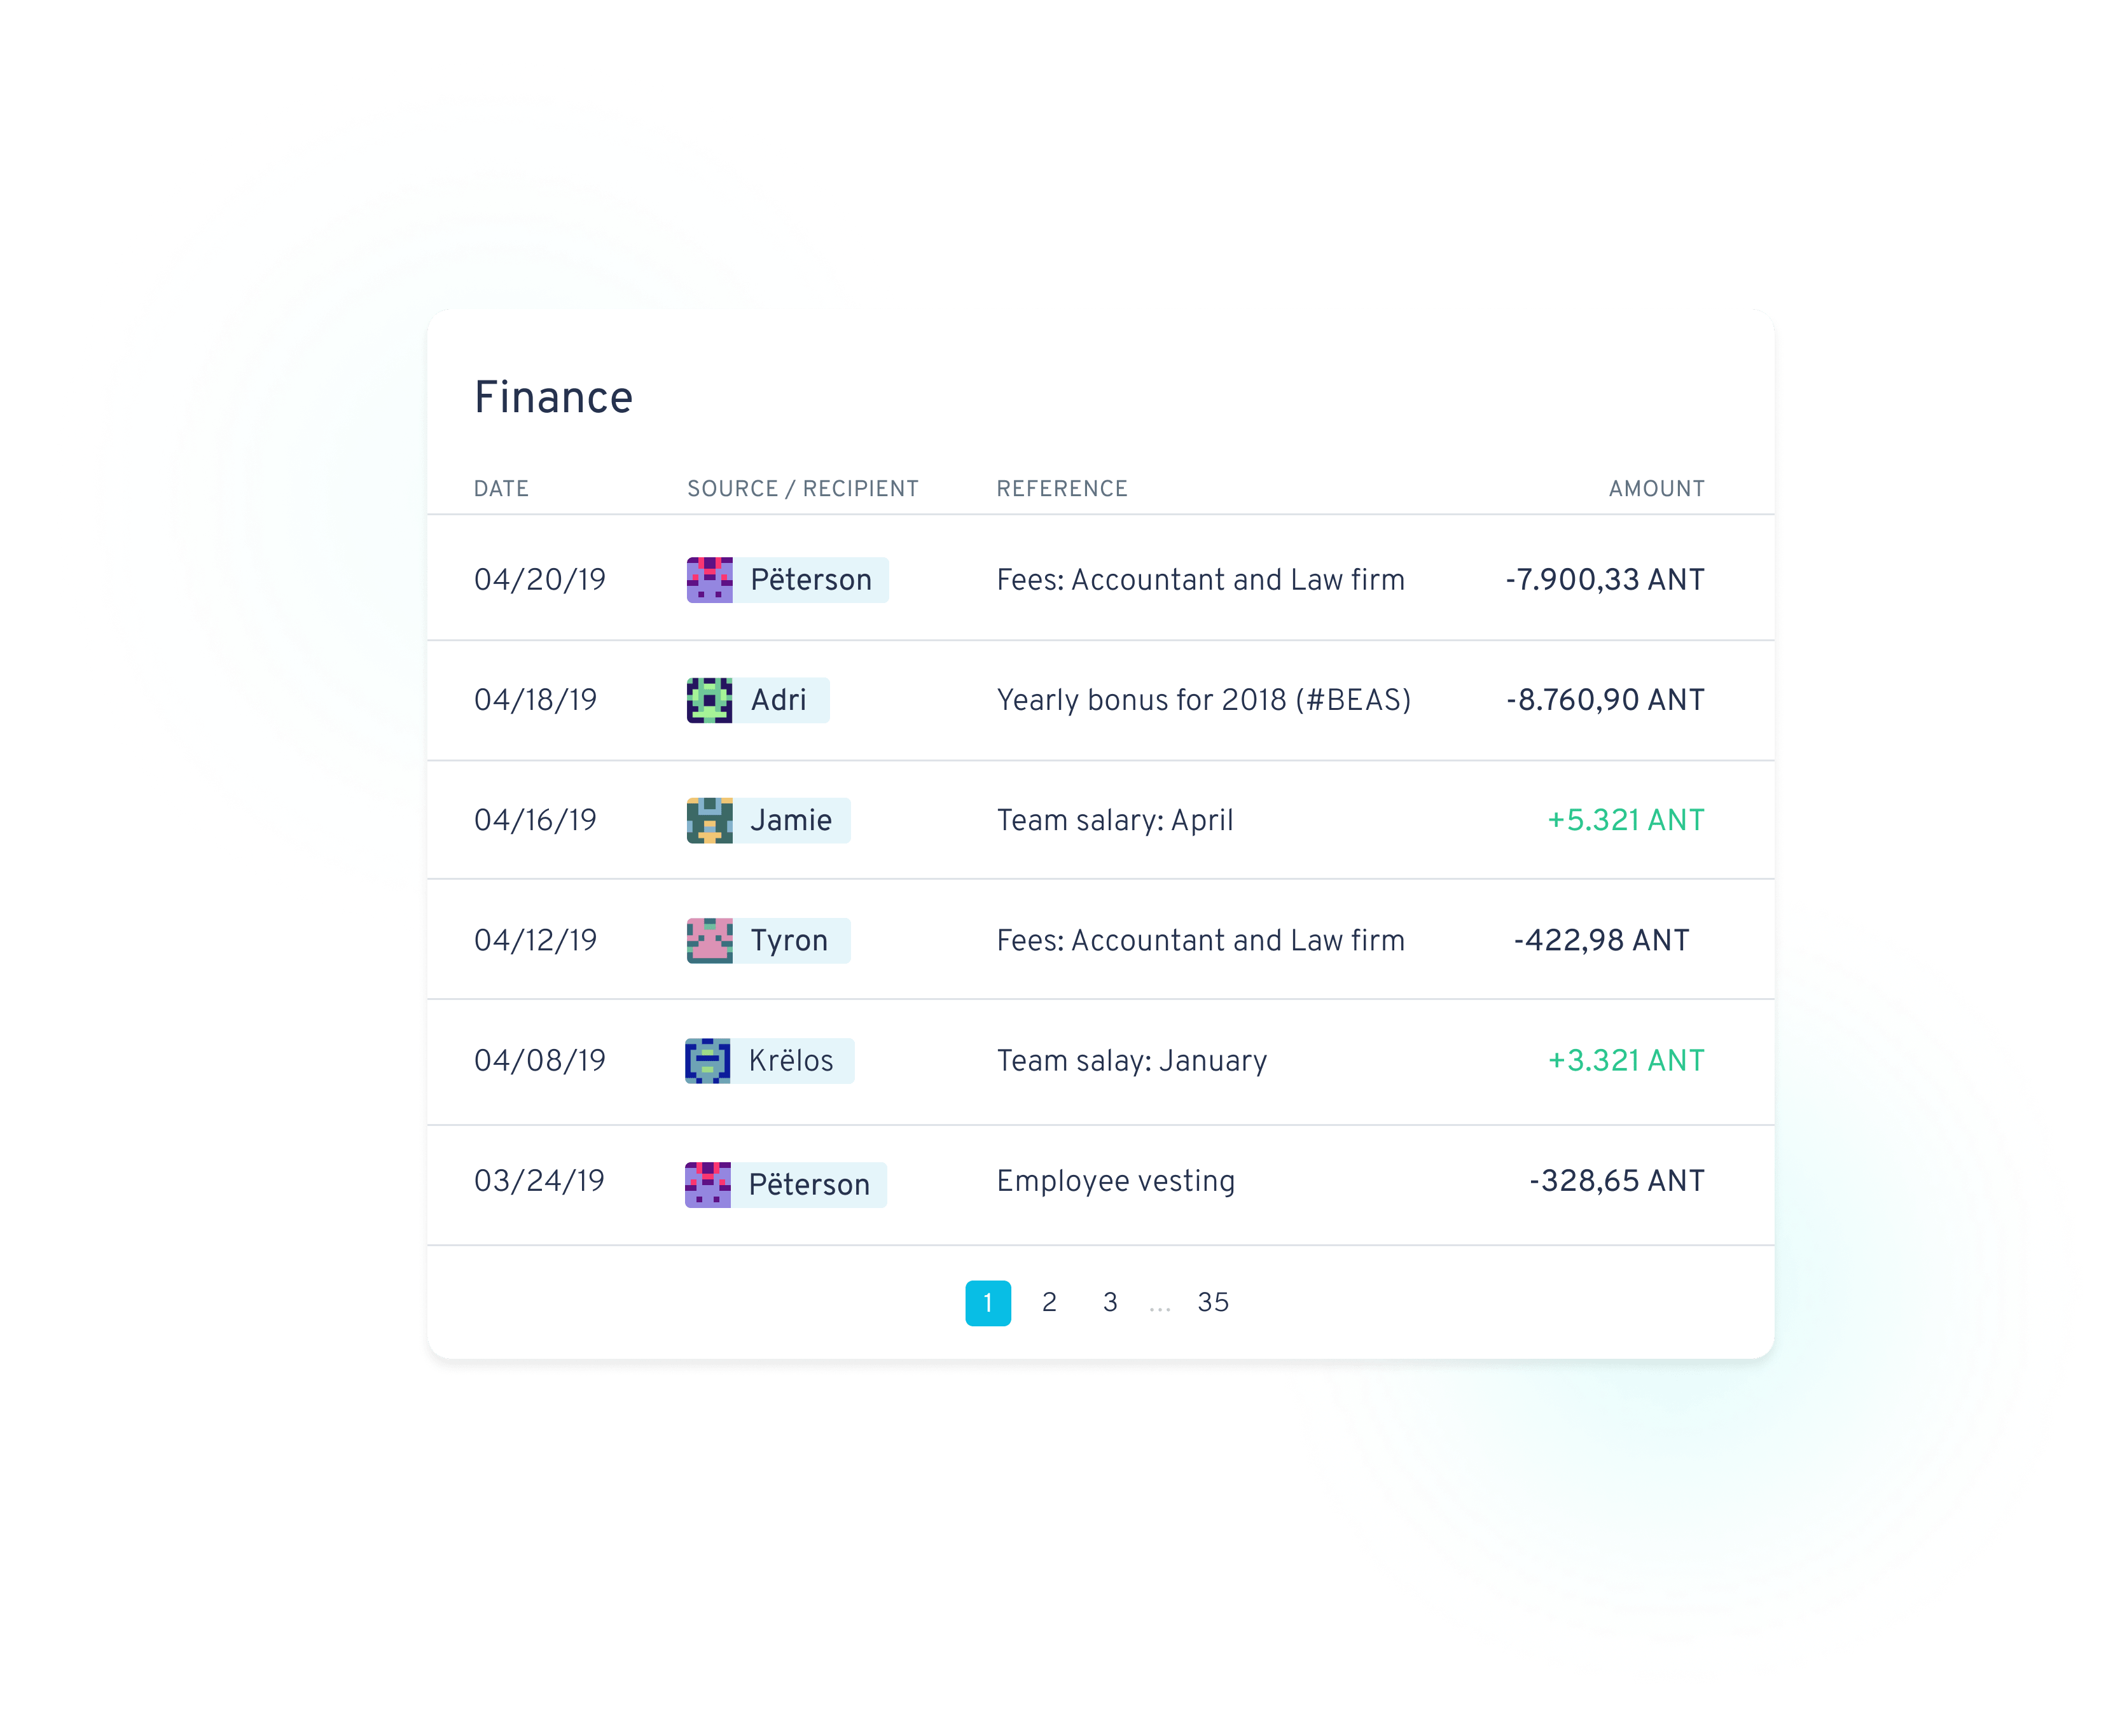 Finance
DATE SOURCE / RECIPIENT REFERENCE AMOUNT
04/20/19 Pëterson Fees: Accountant and Law firm -7.900,33 ANT
04/18/19 Adri Yearly bonus for 2018 (#BEAS) -8.760,90 ANT
04/16/19 Jamie Team salary: April +5.321 ANT
04/12/19 Tyron Fees: Accountant and Law firm -422,98 ANT
04/08/19 Krëlos Team salay: January +3.321 ANT
03/24/19 Pëterson Employee vesting -328,65 ANT
1 2 3 ... 35